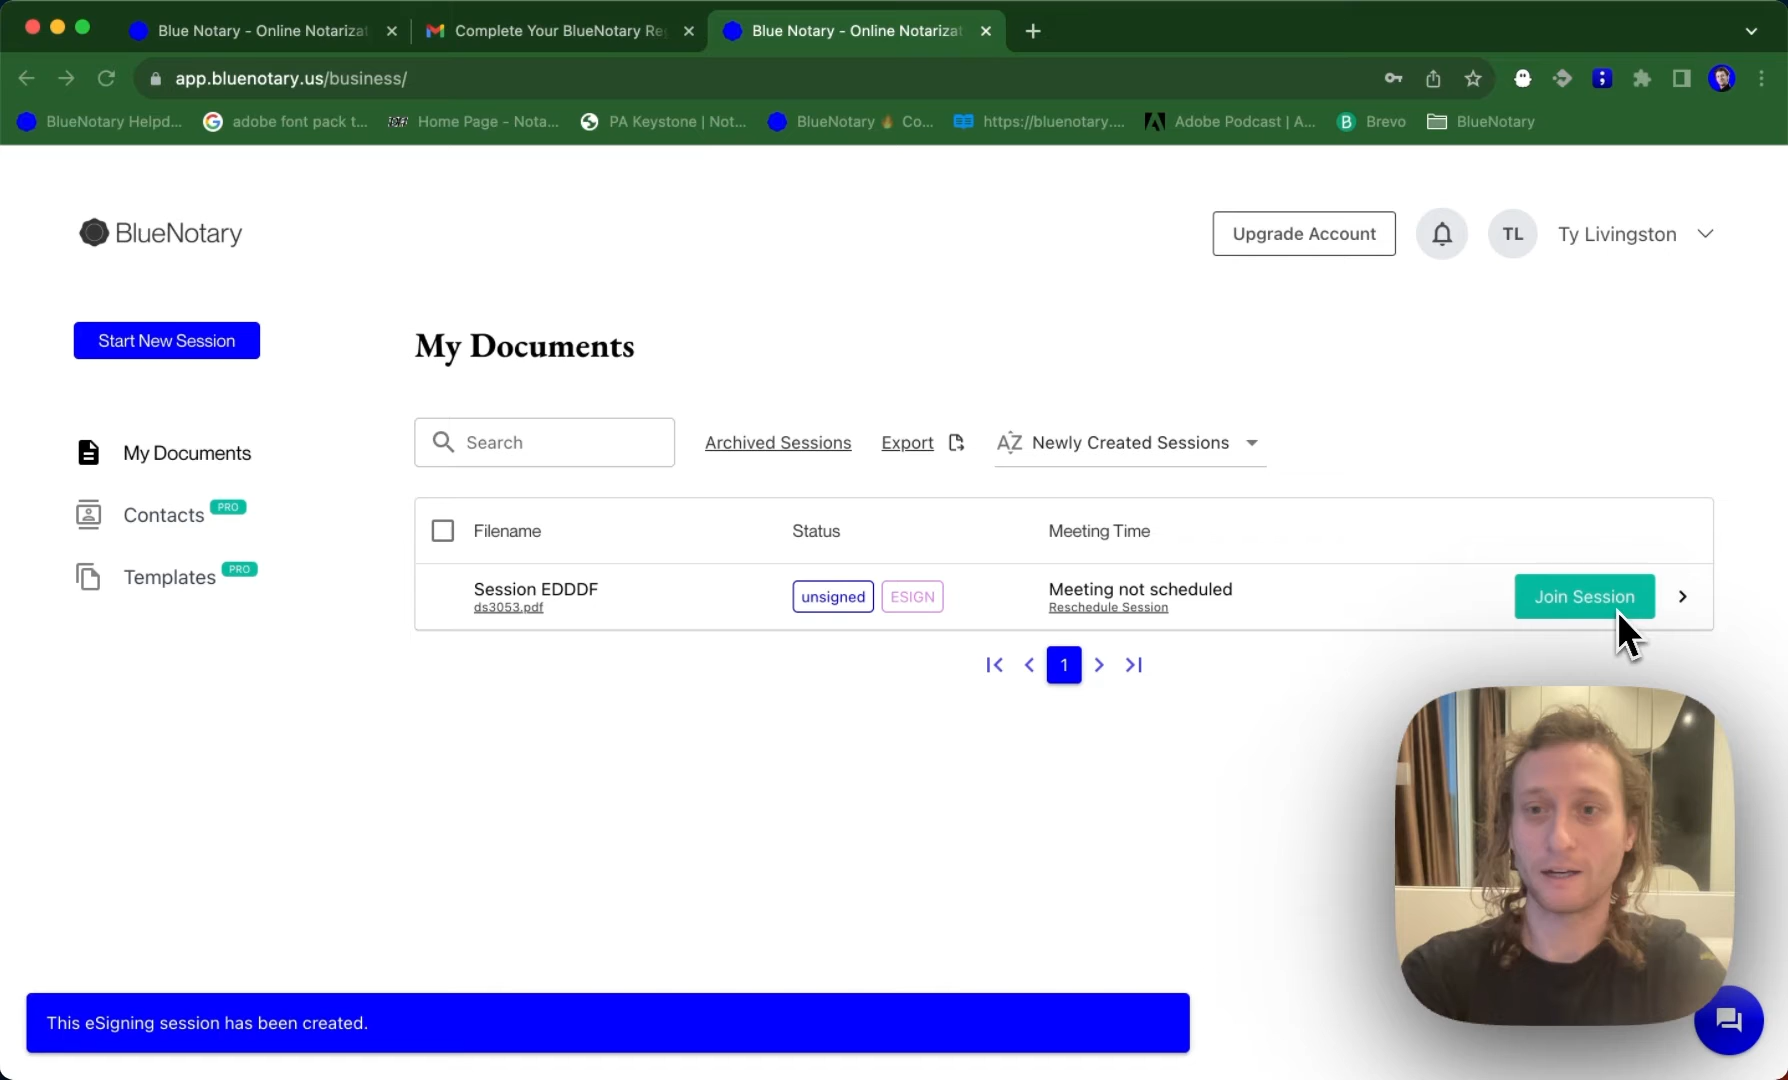 Blue Notary - Online Notarizat
Complete Your BlueNotary Re
Blue Notary - Online Notarizat
app.bluenotary.us/business/
BlueNotary Helpd...
adobe font pack t...
Home Page - Nota...
PA Keystone | Not...
BlueNotary 🔥 Co...
https://bluenotary....
Adobe Podcast | A...
B Brevo
BlueNotary
BlueNotary
Upgrade Account
TL
Ty Livingston
Start New Session
My Documents
My Documents
Contacts PRO
Templates PRO
Search
Archived Sessions
Export
AZ Newly Created Sessions
Filename
Status
Meeting Time
Session EDDDF
ds3053.pdf
unsigned
ESIGN
Meeting not scheduled
Reschedule Session
Join Session
1
This eSigning session has been created.